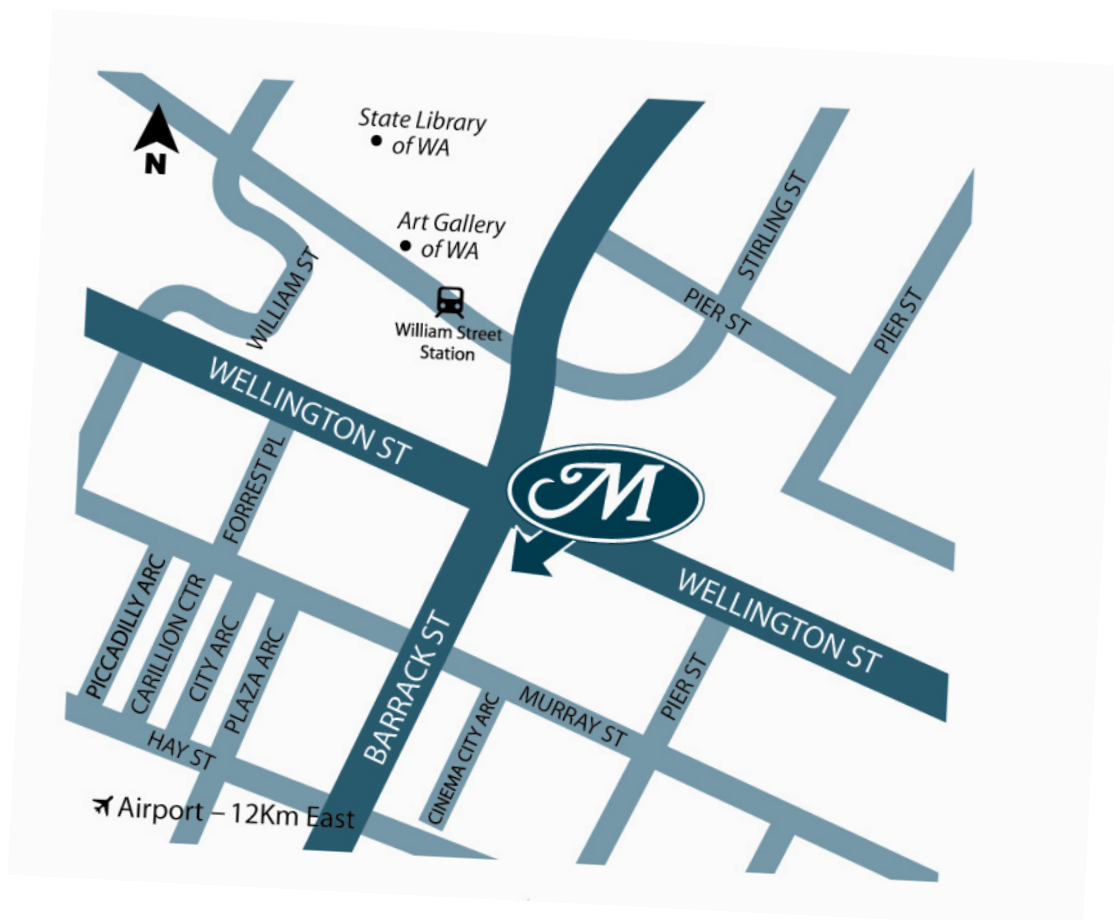 State Library
of WA
N
Art Gallery
of WA
STIRLING ST
WILLIAM ST
PIER ST
PIER ST
William Street
Station
WELLINGTON ST
FORREST PL
M
WELLINGTON ST
PICCADILLY ARC
CARILLION CTR
CITY ARC
PLAZA ARC
BARRACK ST
PIER ST
CINEMA CITY ARC
MURRAY ST
HAY ST
Airport – 12Km East